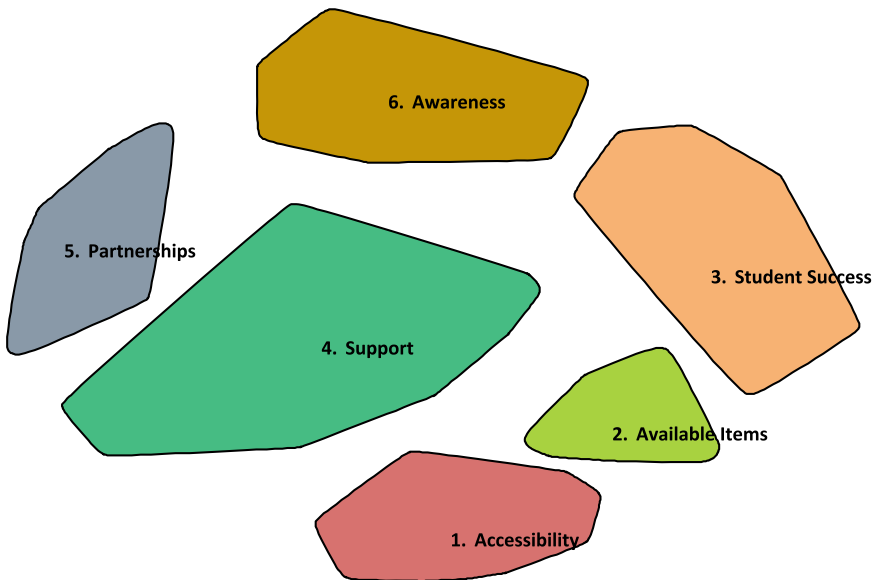 6. Awareness
5. Partnerships
3. Student Success
4. Support
2. Available Items
1. Accessibility